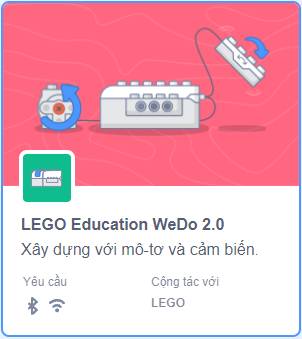 LEGO Education WeDo 2.0
Xây dựng với mô-tơ và cảm biến.
Yêu cầu
Cộng tác với
LEGO